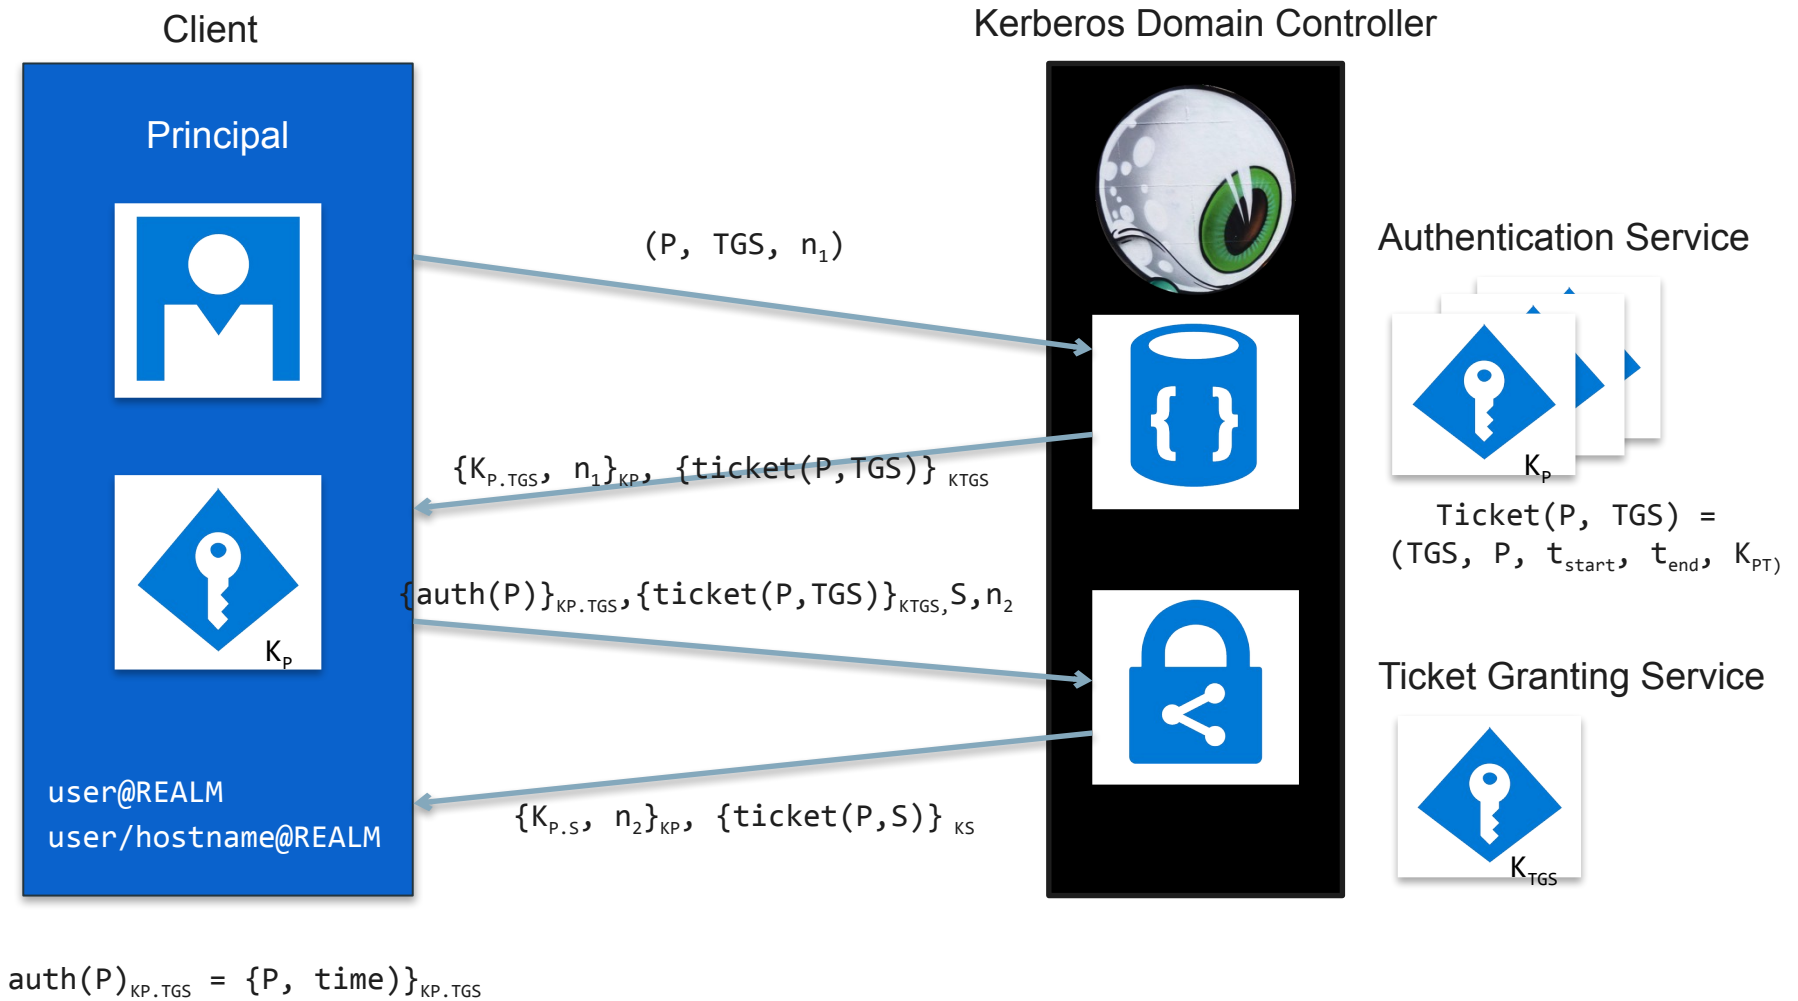 Client
Kerberos Domain Controller
Principal
(P, TGS, n1)
Authentication Service
{KP.TGS, n1}KP, {ticket(P,TGS)} KTGS
KP
Ticket(P, TGS) =
(TGS, P, tstart, tend, KPT)
{auth(P)}KP.TGS,{ticket(P,TGS)}KTGS,S,n2
KP
Ticket Granting Service
user@REALM
{KP.S, n2}KP, {ticket(P,S)} KS
user/hostname@REALM
KTGS
auth(P)KP.TGS = {P, time)}KP.TGS